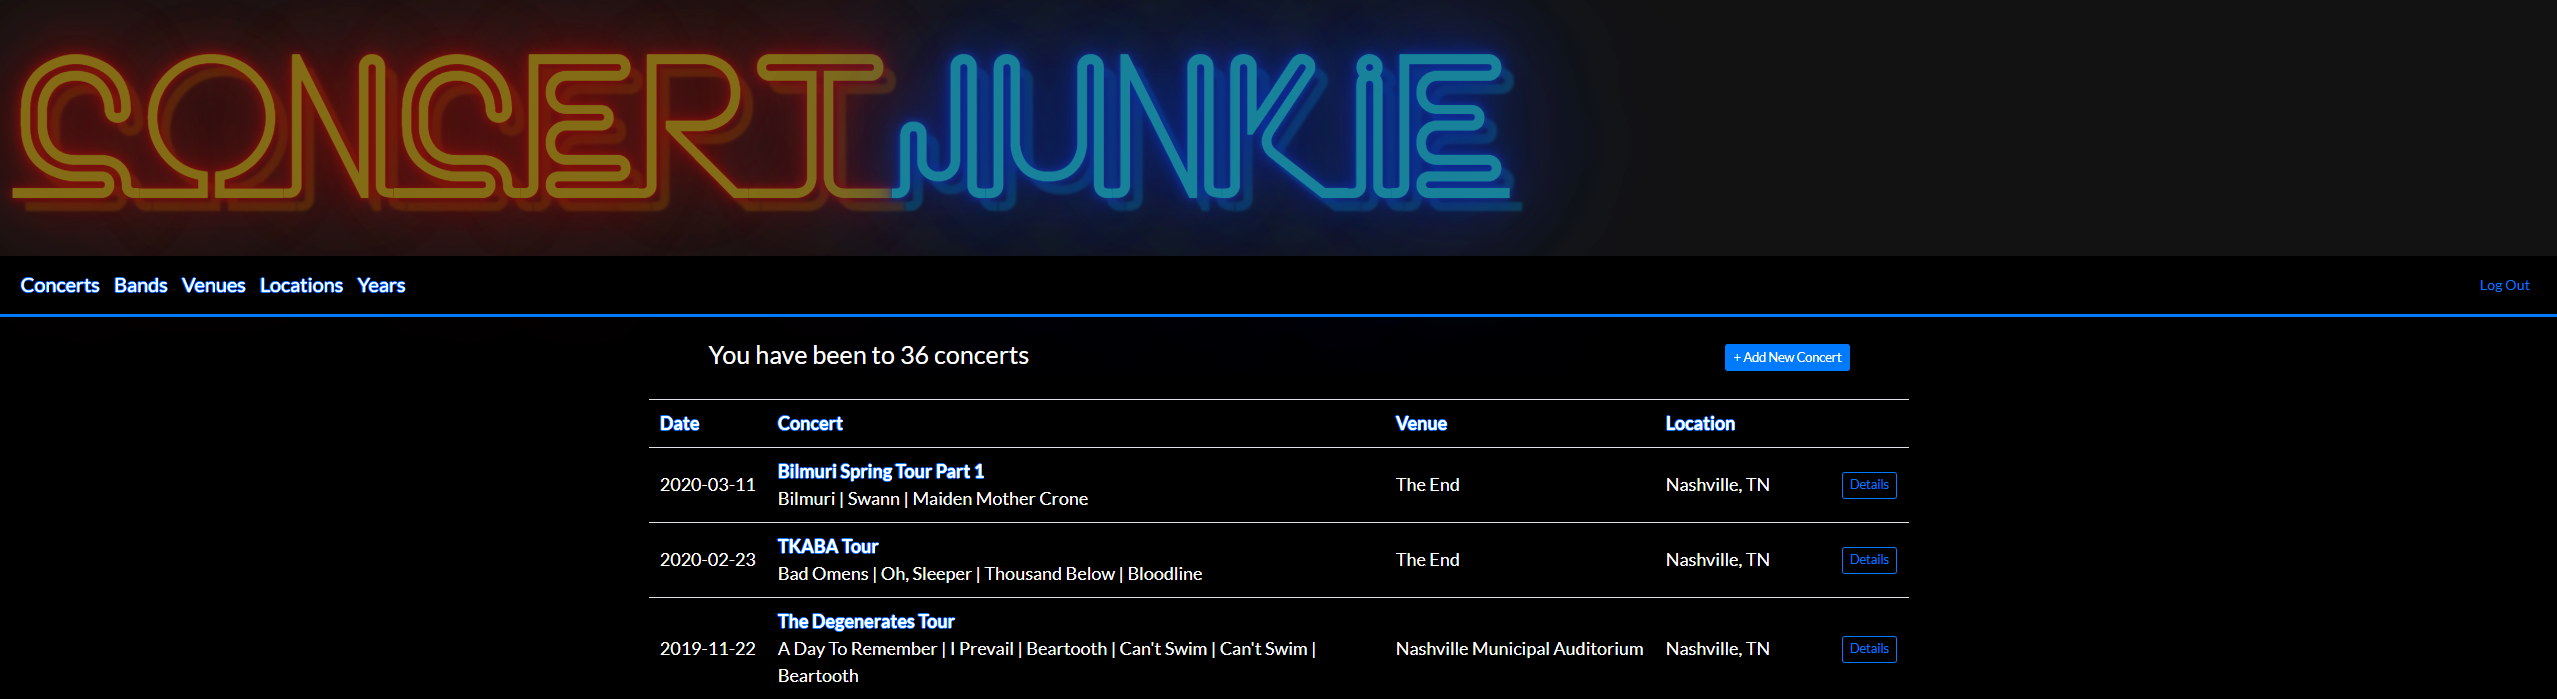 CONCERT JUNKIE
Concerts Bands Venues Locations Years Log Out
You have been to 36 concerts + Add New Concert
Date Concert Venue Location
Bilmuri Spring Tour Part 1
2020-03-11 Bilmuri | Swann | Maiden Mother Crone The End Nashville, TN Details
TKABA Tour
2020-02-23 Bad Omens | Oh, Sleeper | Thousand Below | Bloodline The End Nashville, TN Details
The Degenerates Tour
2019-11-22 A Day To Remember | I Prevail | Beartooth | Can't Swim | Can't Swim | Nashville Municipal Auditorium Nashville, TN Details
Beartooth